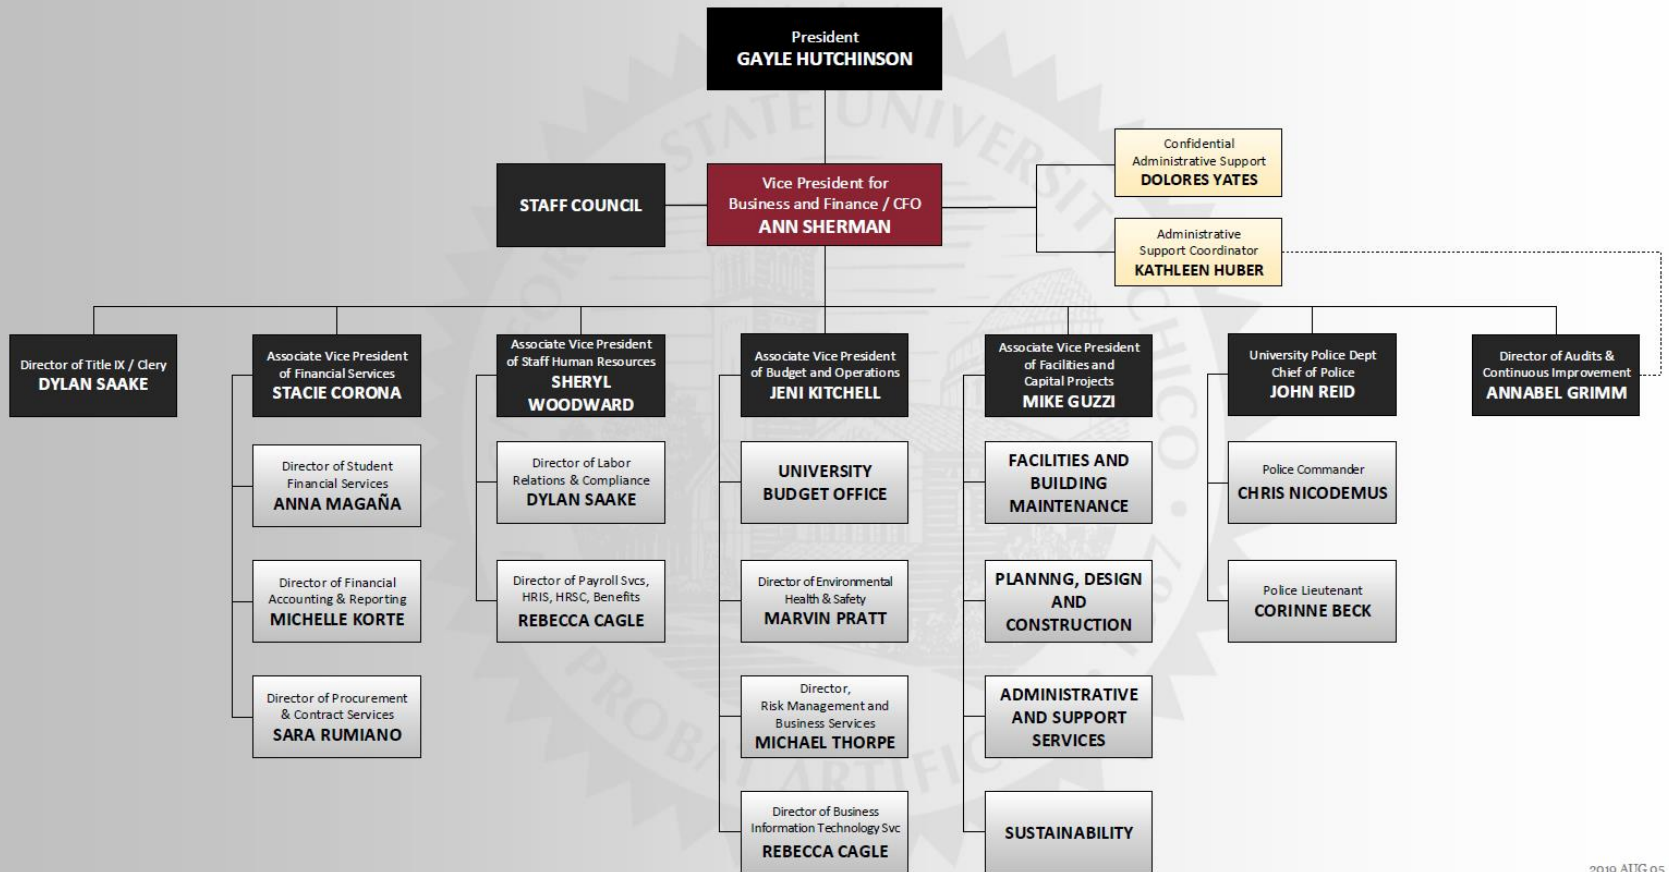 President
GAYLE HUTCHINSON
STAFF COUNCIL
Vice President for
Business and Finance / CFO
ANN SHERMAN
Confidential
Administrative Support
DOLORES YATES
Administrative
Support Coordinator
KATHLEEN HUBER
Director of Title IX / Clery
DYLAN SAAKE
Associate Vice President
of Financial Services
STACIE CORONA
Director of Student
Financial Services
ANNA MAGAÑA
Director of Financial
Accounting & Reporting
MICHELLE KORTE
Director of Procurement
& Contract Services
SARA RUMIANO
Associate Vice President
of Staff Human Resources
SHERYL
WOODWARD
Director of Labor
Relations & Compliance
DYLAN SAAKE
Director of Payroll Svcs,
HRIS, HRSC, Benefits
REBECCA CAGLE
Associate Vice President
of Budget and Operations
JENI KITCHELL
UNIVERSITY
BUDGET OFFICE
Director of Environmental
Health & Safety
MARVIN PRATT
Director,
Risk Management and
Business Services
MICHAEL THORPE
Director of Business
Information Technology Svc
REBECCA CAGLE
Associate Vice President
of Facilities and
Capital Projects
MIKE GUZZI
FACILITIES AND
BUILDING
MAINTENANCE
PLANNNG, DESIGN
AND
CONSTRUCTION
ADMINISTRATIVE
AND SUPPORT
SERVICES
SUSTAINABILITY
University Police Dept
Chief of Police
JOHN REID
Police Commander
CHRIS NICODEMUS
Police Lieutenant
CORINNE BECK
Director of Audits &
Continuous Improvement
ANNABEL GRIMM
STATE UNIVERSITY
CHICO
2019 AUG 05